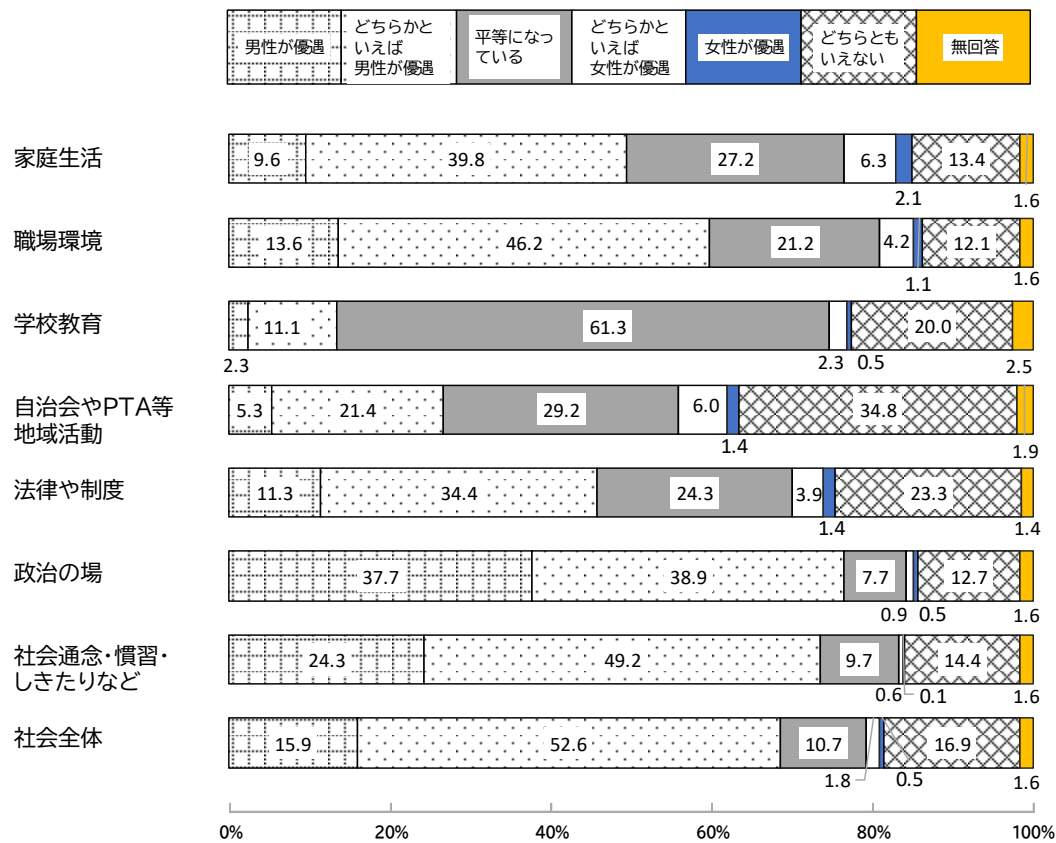 男性が優遇
どちらかと
いえば
男性が優遇
平等になっ
ている
どちらかと
いえば
女性が優遇
女性が優遇
どちらとも
いえない
無回答
家庭生活
9.6
39.8
27.2
6.3
2.1
13.4
1.6
職場環境
13.6
46.2
21.2
4.2
1.1
12.1
1.6
学校教育
2.3
11.1
61.3
2.3
0.5
20.0
2.5
自治会やPTA等
地域活動
5.3
21.4
29.2
6.0
1.4
34.8
1.9
法律や制度
11.3
34.4
24.3
3.9
1.4
23.3
1.4
政治の場
37.7
38.9
7.7
0.9
0.5
12.7
1.6
社会通念・慣習・
しきたりなど
24.3
49.2
9.7
0.6
0.1
14.4
1.6
社会全体
15.9
52.6
10.7
1.8
0.5
16.9
1.6
0%
20%
40%
60%
80%
100%